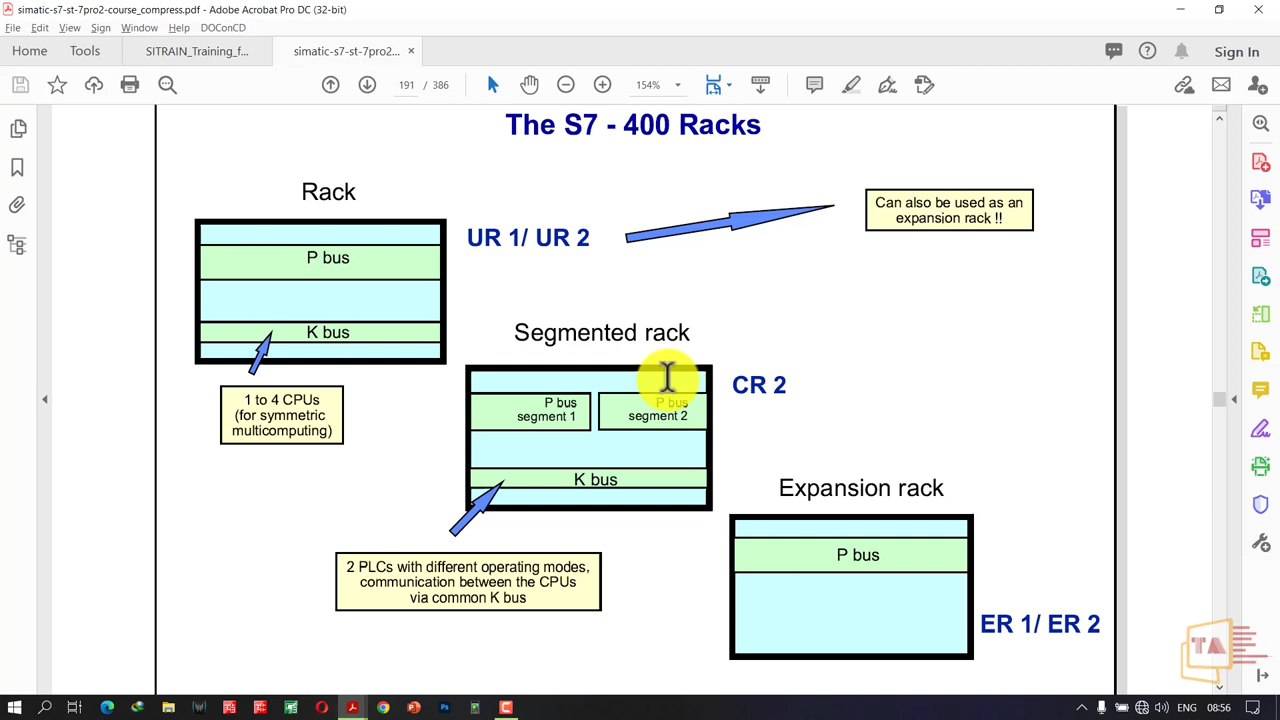 simatic-s7-st-7pro2-course_compress.pdf - Adobe Acrobat Pro DC (32-bit)
File Edit View Sign Window Help DOConCD
Home Tools SITRAIN_Training_f... simatic-s7-st-7pro2... × Sign In
191 / 386 154%
The S7 - 400 Racks
Rack
UR 1/ UR 2
Can also be used as an
expansion rack !!
P bus
K bus
1 to 4 CPUs
(for symmetric
multicomputing)
Segmented rack
CR 2
P bus
segment 1
P bus
segment 2
K bus
2 PLCs with different operating modes,
communication between the CPUs
via common K bus
Expansion rack
P bus
ER 1/ ER 2
TA
ENG 08:56